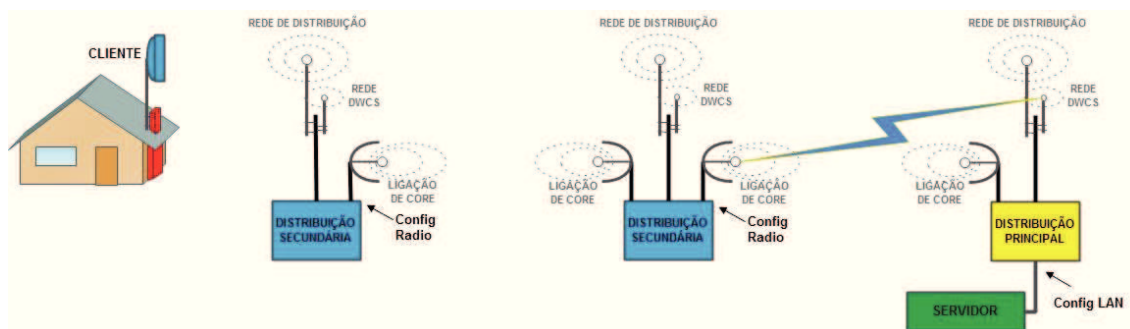 REDE DE DISTRIBUIÇÃO
REDE DE DISTRIBUIÇÃO
REDE DE DISTRIBUIÇÃO
CLIENTE
REDE
DWCS
REDE
DWCS
REDE
DWCS
LIGAÇÃO
DE CORE
LIGAÇÃO
DE CORE
LIGAÇÃO
DE CORE
LIGAÇÃO
DE CORE
DISTRIBUIÇÃO
SECUNDÁRIA
Config
Radio
DISTRIBUIÇÃO
SECUNDÁRIA
Config
Radio
DISTRIBUIÇÃO
PRINCIPAL
Config LAN
SERVIDOR